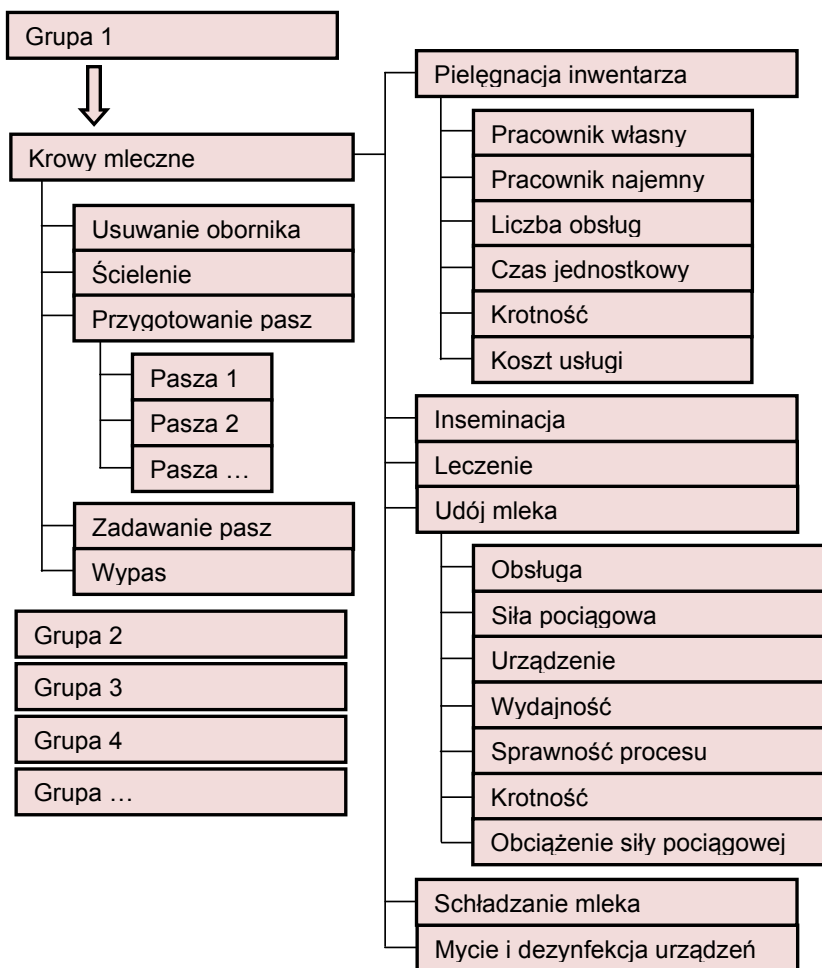 Grupa 1
Krowy mleczne
Usuwanie obornika
Ścielenie
Przygotowanie pasz
Pasza 1
Pasza 2
Pasza …
Zadawanie pasz
Wypas
Grupa 2
Grupa 3
Grupa 4
Grupa …
Pielęgnacja inwentarza
Pracownik własny
Pracownik najemny
Liczba obsług
Czas jednostkowy
Krotność
Koszt usługi
Inseminacja
Leczenie
Udój mleka
Obsługa
Siła pociągowa
Urządzenie
Wydajność
Sprawność procesu
Krotność
Obciążenie siły pociągowej
Schładzanie mleka
Mycie i dezynfekcja urządzeń